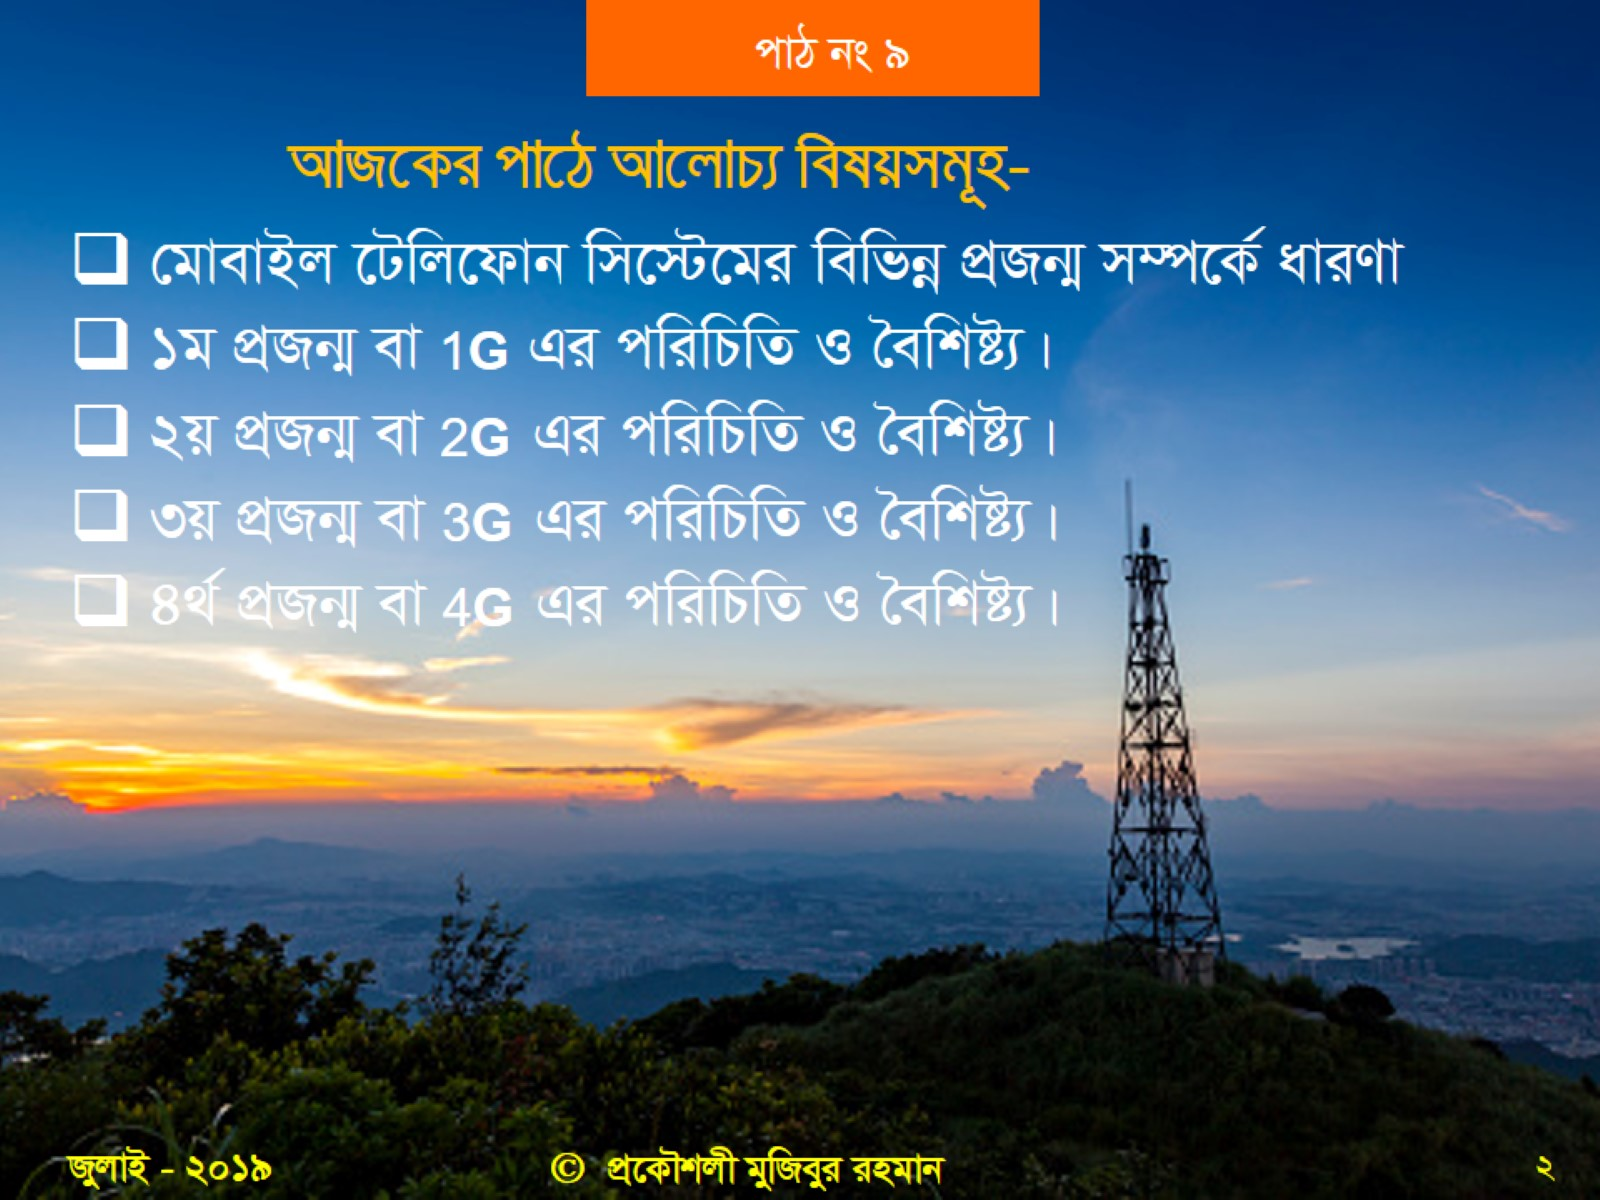 পাঠ নং ৯
আজকের পাঠে আলোচ্য বিষয়সমূহ-
❑ মোবাইল টেলিফোন সিস্টেমের বিভিন্ন প্রজন্ম সম্পর্কে ধারণা
❑ ১ম প্রজন্ম বা 1G এর পরিচিতি ও বৈশিষ্ট্য।
❑ ২য় প্রজন্ম বা 2G এর পরিচিতি ও বৈশিষ্ট্য।
❑ ৩য় প্রজন্ম বা 3G এর পরিচিতি ও বৈশিষ্ট্য।
❑ ৪র্থ প্রজন্ম বা 4G এর পরিচিতি ও বৈশিষ্ট্য।
জুলাই - ২০১৯ © প্রকৌশলী মুজিবুর রহমান ২